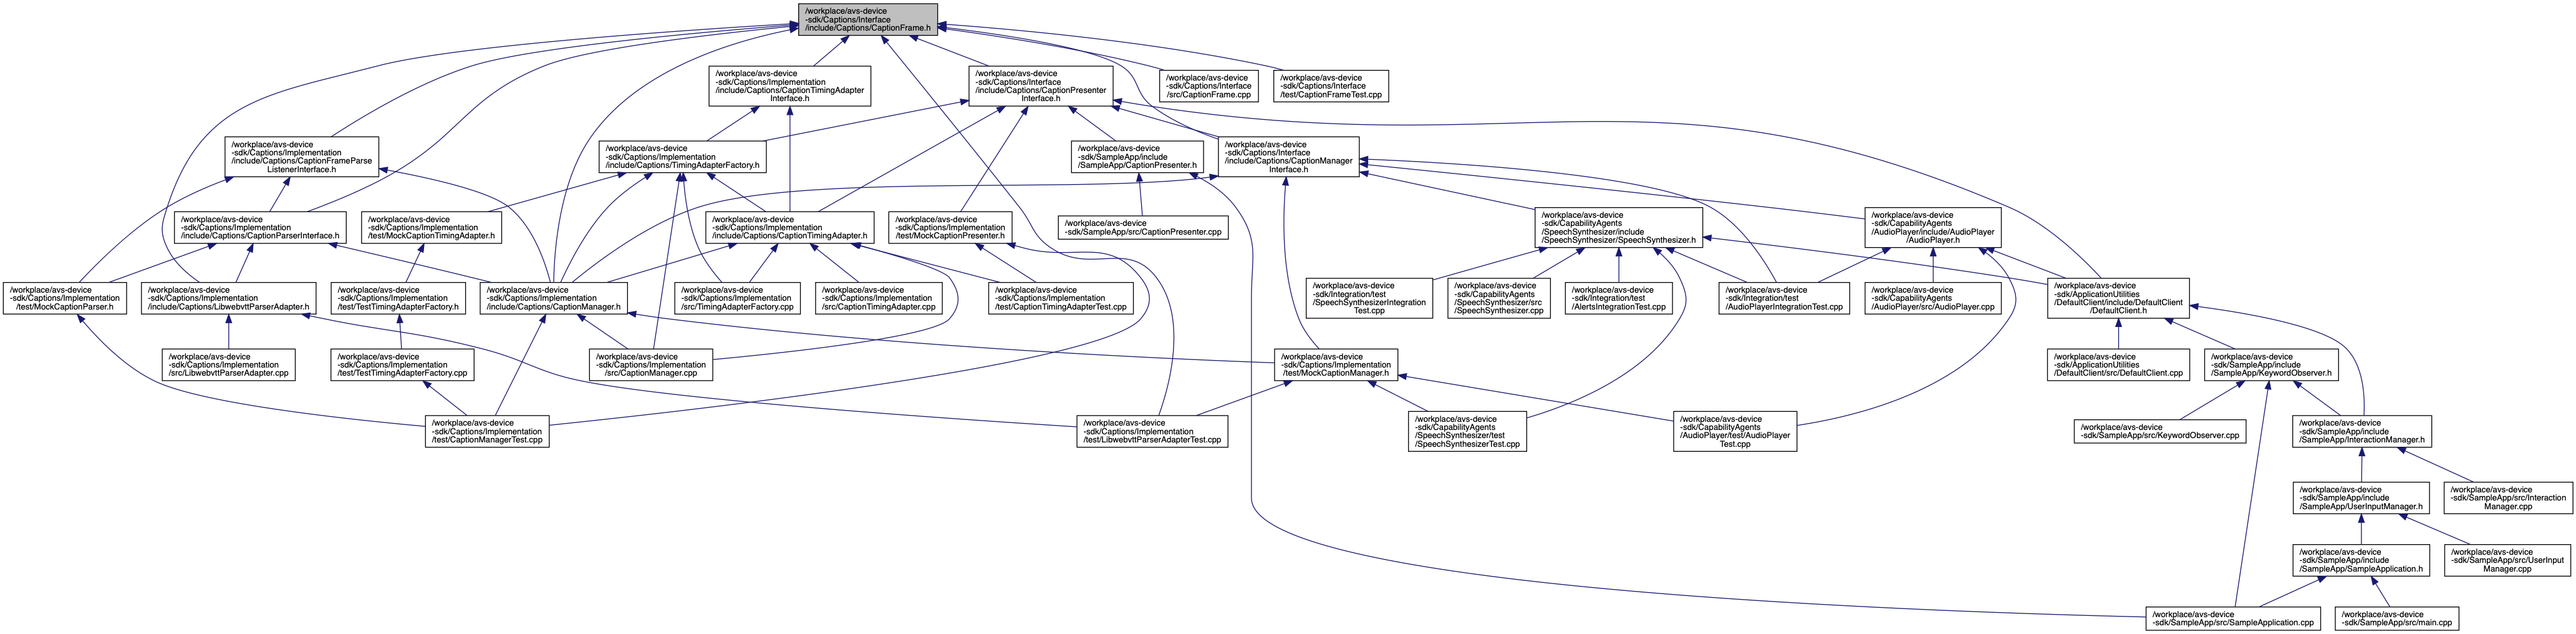 /workplace/avs-device
-sdk/Captions/Interface
/include/Captions/CaptionFrame.h
/workplace/avs-device
-sdk/Captions/Implementation
/include/Captions/CaptionTimingAdapter
Interface.h
/workplace/avs-device
-sdk/Captions/Interface
/include/Captions/CaptionPresenter
Interface.h
/workplace/avs-device
-sdk/Captions/Interface
/src/CaptionFrame.cpp
/workplace/avs-device
-sdk/Captions/Interface
/test/CaptionFrameTest.cpp
/workplace/avs-device
-sdk/Captions/Implementation
/include/Captions/CaptionFrameParse
ListenerInterface.h
/workplace/avs-device
-sdk/Captions/Implementation
/include/Captions/TimingAdapterFactory.h
/workplace/avs-device
-sdk/SampleApp/include
/SampleApp/CaptionPresenter.h
/workplace/avs-device
-sdk/Captions/Interface
/include/Captions/CaptionManager
Interface.h
/workplace/avs-device
-sdk/Captions/Implementation
/include/Captions/CaptionParserInterface.h
/workplace/avs-device
-sdk/Captions/Implementation
/test/MockCaptionTimingAdapter.h
/workplace/avs-device
-sdk/Captions/Implementation
/include/Captions/CaptionTimingAdapter.h
/workplace/avs-device
-sdk/Captions/Implementation
/test/MockCaptionPresenter.h
/workplace/avs-device
-sdk/SampleApp/src/CaptionPresenter.cpp
/workplace/avs-device
-sdk/CapabilityAgents
/SpeechSynthesizer/include
/SpeechSynthesizer/SpeechSynthesizer.h
/workplace/avs-device
-sdk/CapabilityAgents
/AudioPlayer/include/AudioPlayer
/AudioPlayer.h
/workplace/avs-device
-sdk/Captions/Implementation
/test/MockCaptionParser.h
/workplace/avs-device
-sdk/Captions/Implementation
/include/Captions/LibwebvttParserAdapter.h
/workplace/avs-device
-sdk/Captions/Implementation
/test/TestTimingAdapterFactory.h
/workplace/avs-device
-sdk/Captions/Implementation
/include/Captions/CaptionManager.h
/workplace/avs-device
-sdk/Captions/Implementation
/src/TimingAdapterFactory.cpp
/workplace/avs-device
-sdk/Captions/Implementation
/src/CaptionTimingAdapter.cpp
/workplace/avs-device
-sdk/Captions/Implementation
/test/CaptionTimingAdapterTest.cpp
/workplace/avs-device
-sdk/Integration/test
/SpeechSynthesizerIntegration
Test.cpp
/workplace/avs-device
-sdk/CapabilityAgents
/SpeechSynthesizer/src
/SpeechSynthesizer.cpp
/workplace/avs-device
-sdk/Integration/test
/AlertsIntegrationTest.cpp
/workplace/avs-device
-sdk/Integration/test
/AudioPlayerIntegrationTest.cpp
/workplace/avs-device
-sdk/CapabilityAgents
/AudioPlayer/src/AudioPlayer.cpp
/workplace/avs-device
-sdk/ApplicationUtilities
/DefaultClient/include/DefaultClient
/DefaultClient.h
/workplace/avs-device
-sdk/Captions/Implementation
/src/LibwebvttParserAdapter.cpp
/workplace/avs-device
-sdk/Captions/Implementation
/test/TestTimingAdapterFactory.cpp
/workplace/avs-device
-sdk/Captions/Implementation
/src/CaptionManager.cpp
/workplace/avs-device
-sdk/Captions/Implementation
/test/MockCaptionManager.h
/workplace/avs-device
-sdk/ApplicationUtilities
/DefaultClient/src/DefaultClient.cpp
/workplace/avs-device
-sdk/SampleApp/include
/SampleApp/KeywordObserver.h
/workplace/avs-device
-sdk/Captions/Implementation
/test/CaptionManagerTest.cpp
/workplace/avs-device
-sdk/Captions/Implementation
/test/LibwebvttParserAdapterTest.cpp
/workplace/avs-device
-sdk/CapabilityAgents
/SpeechSynthesizer/test
/SpeechSynthesizerTest.cpp
/workplace/avs-device
-sdk/CapabilityAgents
/AudioPlayer/test/AudioPlayer
Test.cpp
/workplace/avs-device
-sdk/SampleApp/src/KeywordObserver.cpp
/workplace/avs-device
-sdk/SampleApp/include
/SampleApp/InteractionManager.h
/workplace/avs-device
-sdk/SampleApp/include
/SampleApp/UserInputManager.h
/workplace/avs-device
-sdk/SampleApp/src/Interaction
Manager.cpp
/workplace/avs-device
-sdk/SampleApp/include
/SampleApp/SampleApplication.h
/workplace/avs-device
-sdk/SampleApp/src/UserInput
Manager.cpp
/workplace/avs-device
-sdk/SampleApp/src/SampleApplication.cpp
/workplace/avs-device
-sdk/SampleApp/src/main.cpp